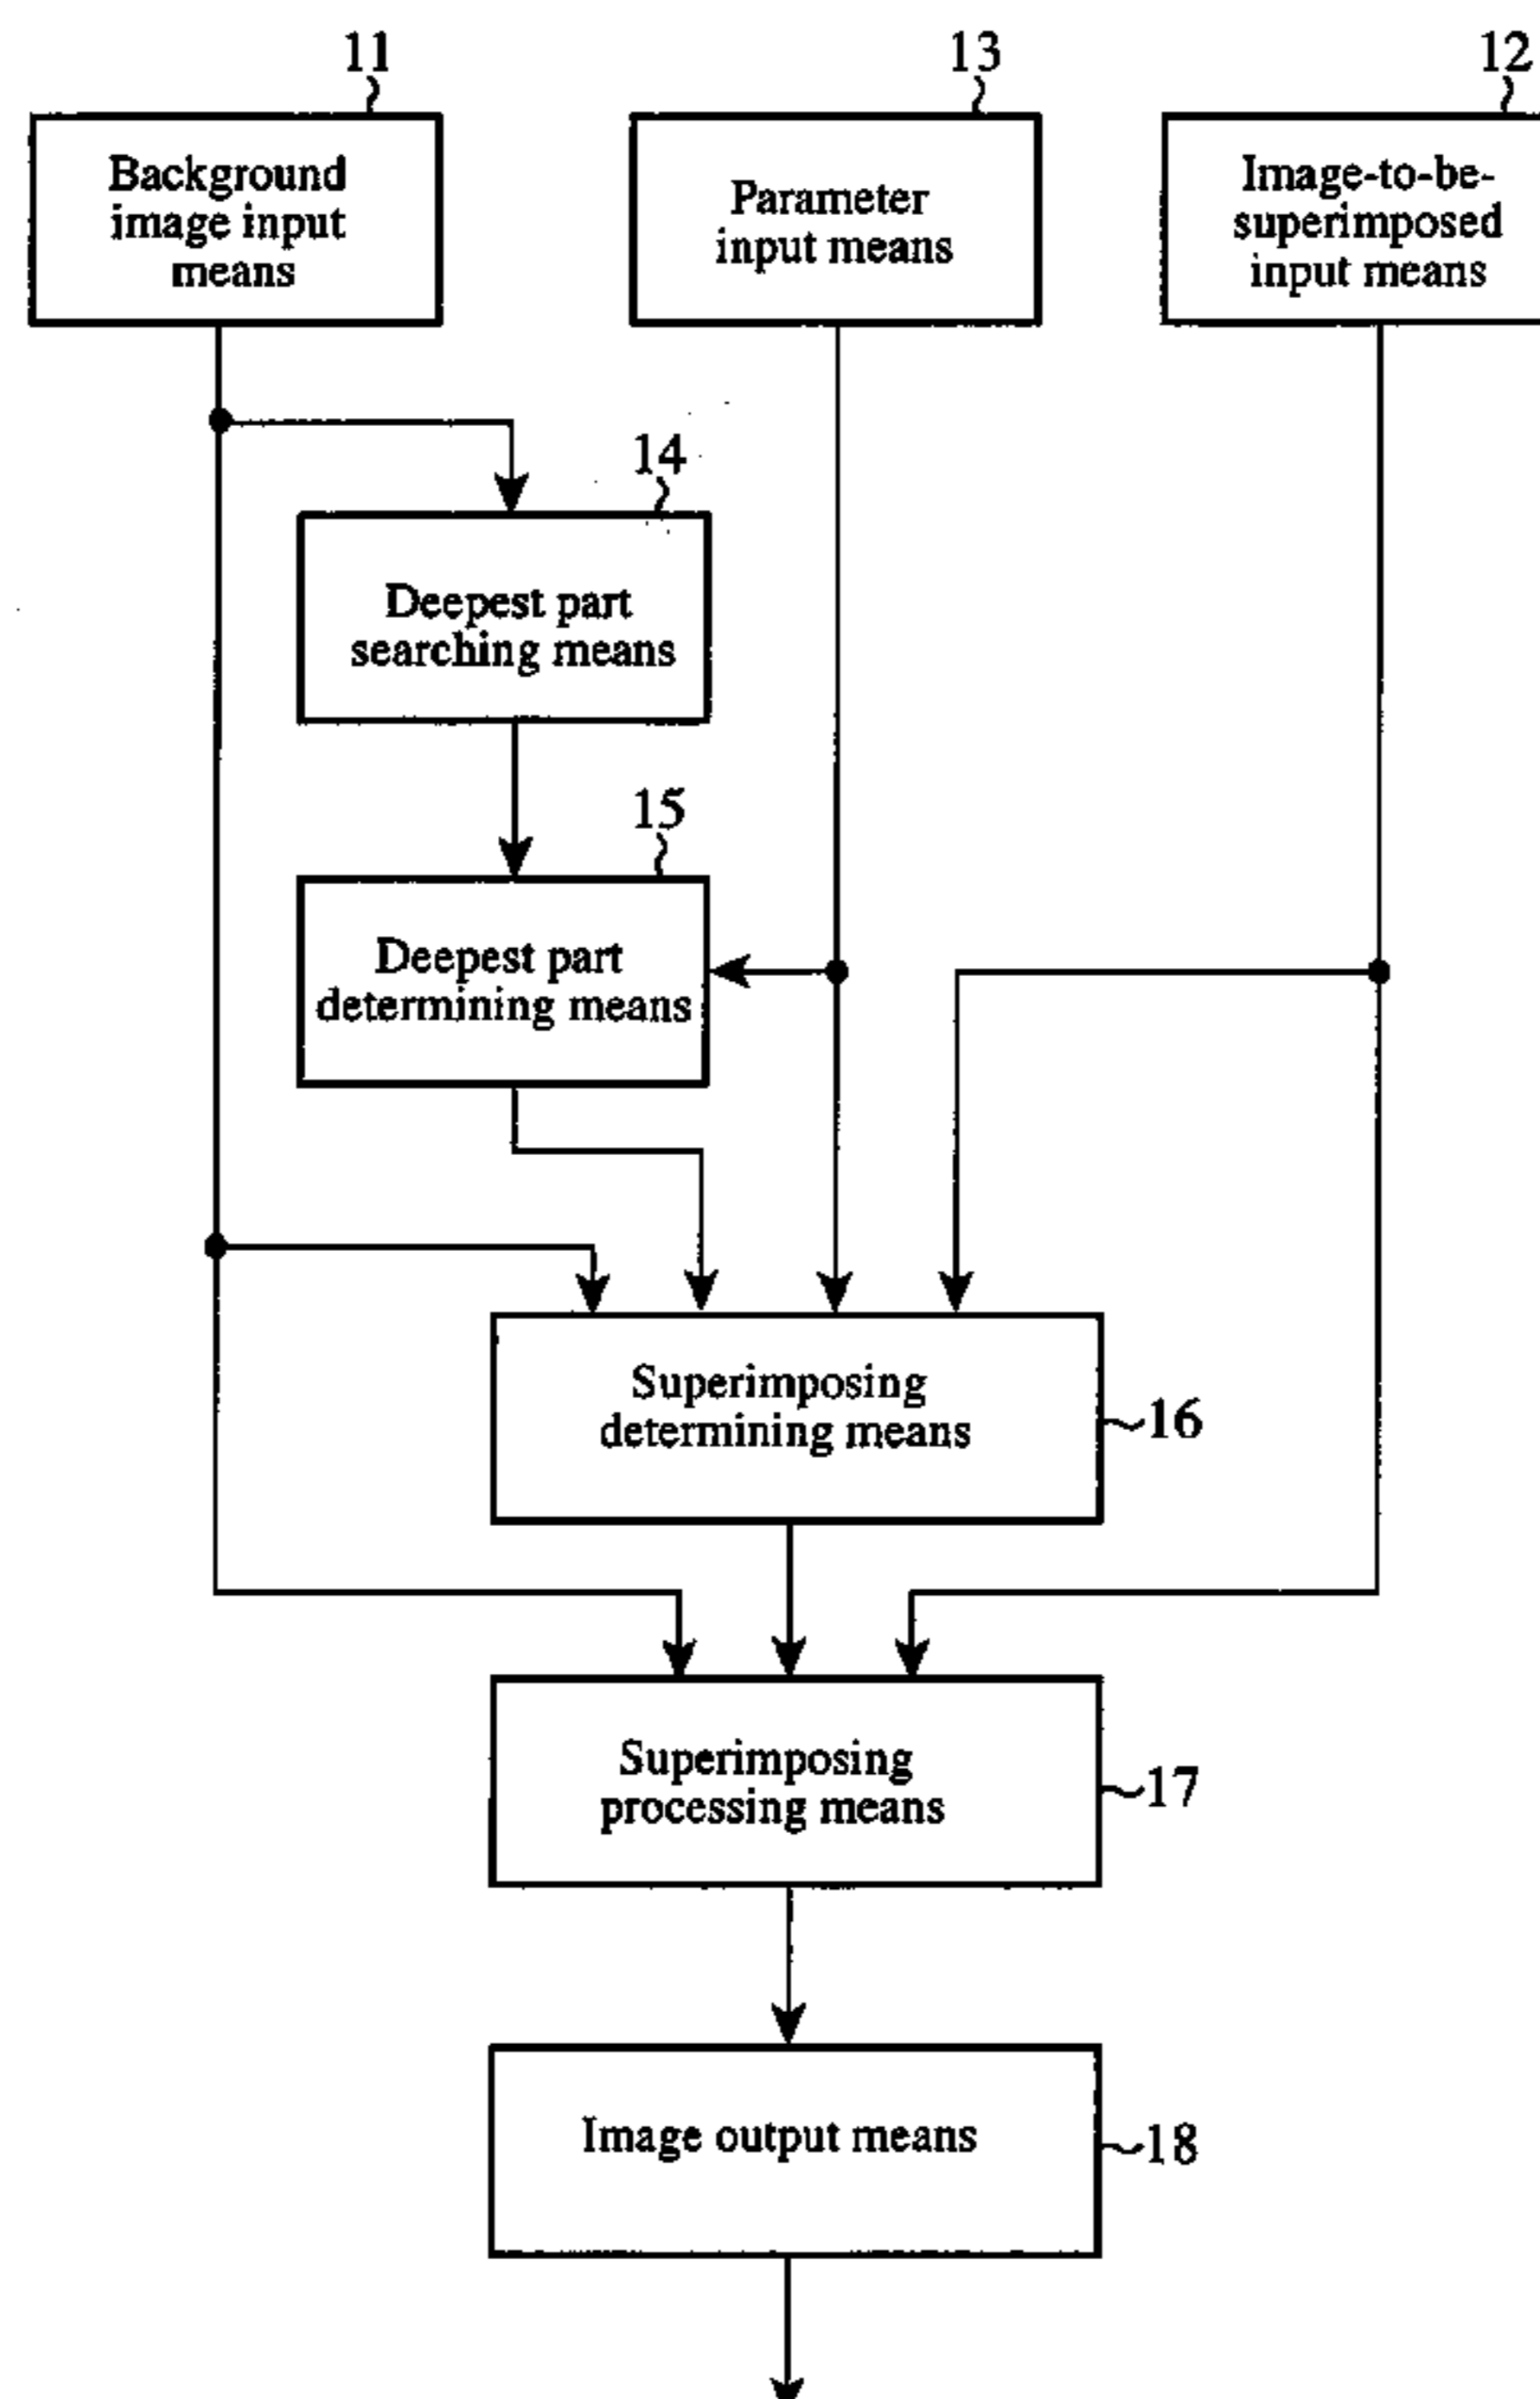 11
13
12
Background
image input
means
Parameter
input means
Image-to-be-
superimposed
input means
14
Deepest part
searching means
15
Deepest part
determining means
Superimposing
determining means
16
Superimposing
processing means
17
Image output means
18